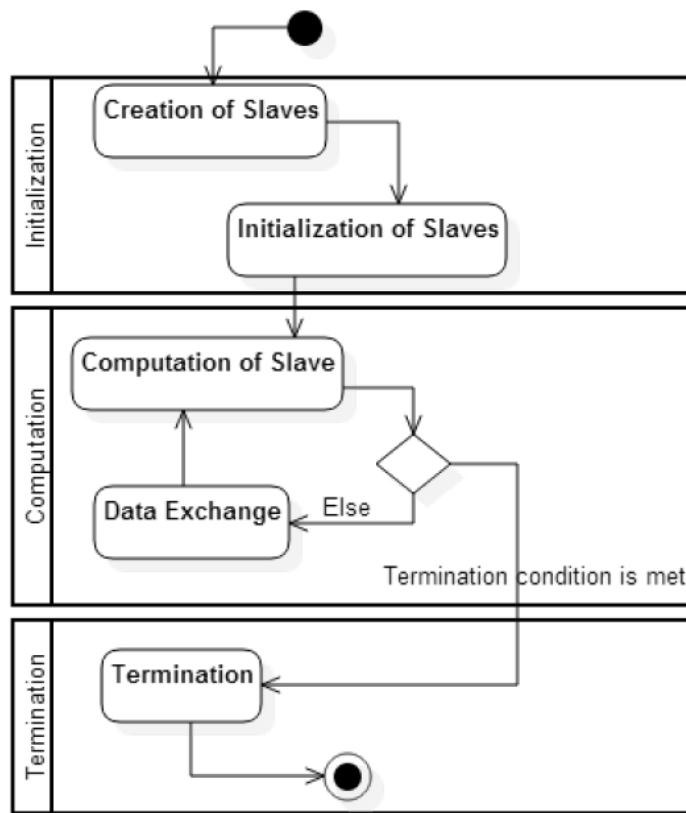 Initialization
Creation of Slaves
Initialization of Slaves
Computation
Computation of Slave
Data Exchange
Else
Termination condition is met
Termination
Termination